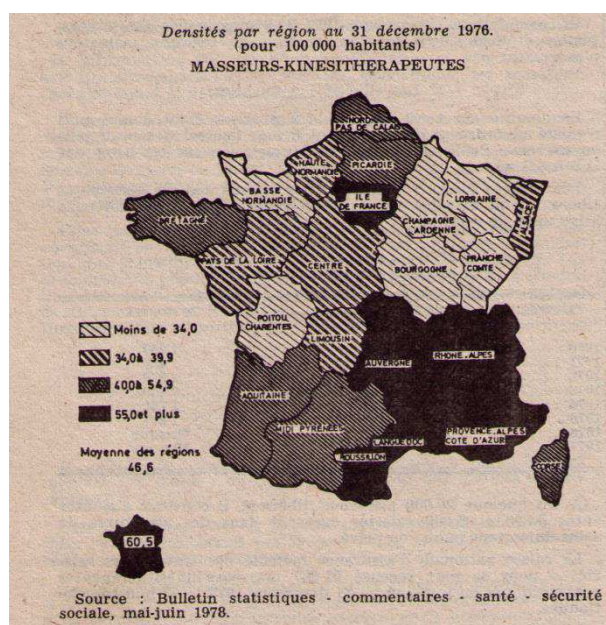 Densités par région au 31 décembre 1976.
(pour 100 000 habitants)
MASSEURS-KINESITHERAPEUTES
NORD
PAS DE CALAIS
HAUTE
NORMANDIE
PICARDIE
BASSE
NORMANDIE
ILE
DE FRANCE
LORRAINE
CHAMPAGNE
ARDENNE
ALSACE
BRETAGNE
PAYS DE LA LOIRE
CENTRE
BOURGOGNE
FRANCHE
COMTE
POITOU
CHARENTES
LIMOUSIN
AUVERGNE
RHONE.ALPES
AQUITAINE
MIDI PYRÉNÉES
LANGUEDOC
ROUSSILLON
PROVENCE.ALPES
COTE D'AZUR
CORSE
Moins de 34,0
34,0 à 39,9
40,0 à 54,9
55,0 et plus
Moyenne des régions
46,6
60,5
Source : Bulletin statistiques - commentaires - santé - sécurité
sociale, mai-juin 1978.